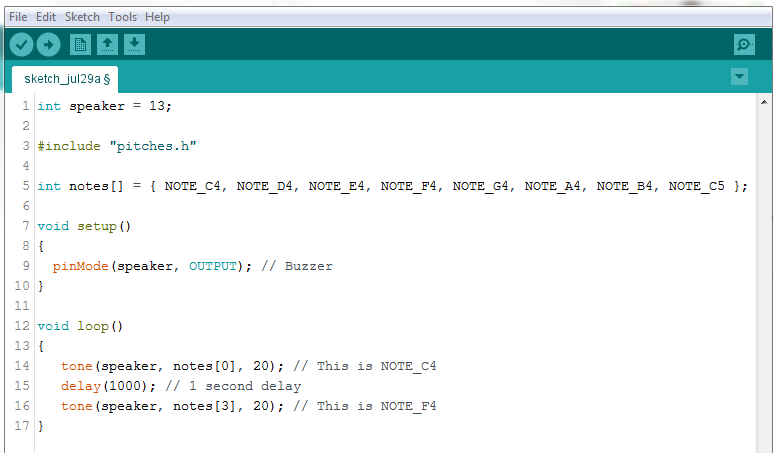 File Edit Sketch Tools Help
sketch_jul29a §
1 int speaker = 13;
2
3 #include "pitches.h"
4
5 int notes[] = { NOTE_C4, NOTE_D4, NOTE_E4, NOTE_F4, NOTE_G4, NOTE_A4, NOTE_B4, NOTE_C5 };
6
7 void setup()
8 {
9   pinMode(speaker, OUTPUT); // Buzzer
10 }
11
12 void loop()
13 {
14    tone(speaker, notes[0], 20); // This is NOTE_C4
15    delay(1000); // 1 second delay
16    tone(speaker, notes[3], 20); // This is NOTE_F4
17 }